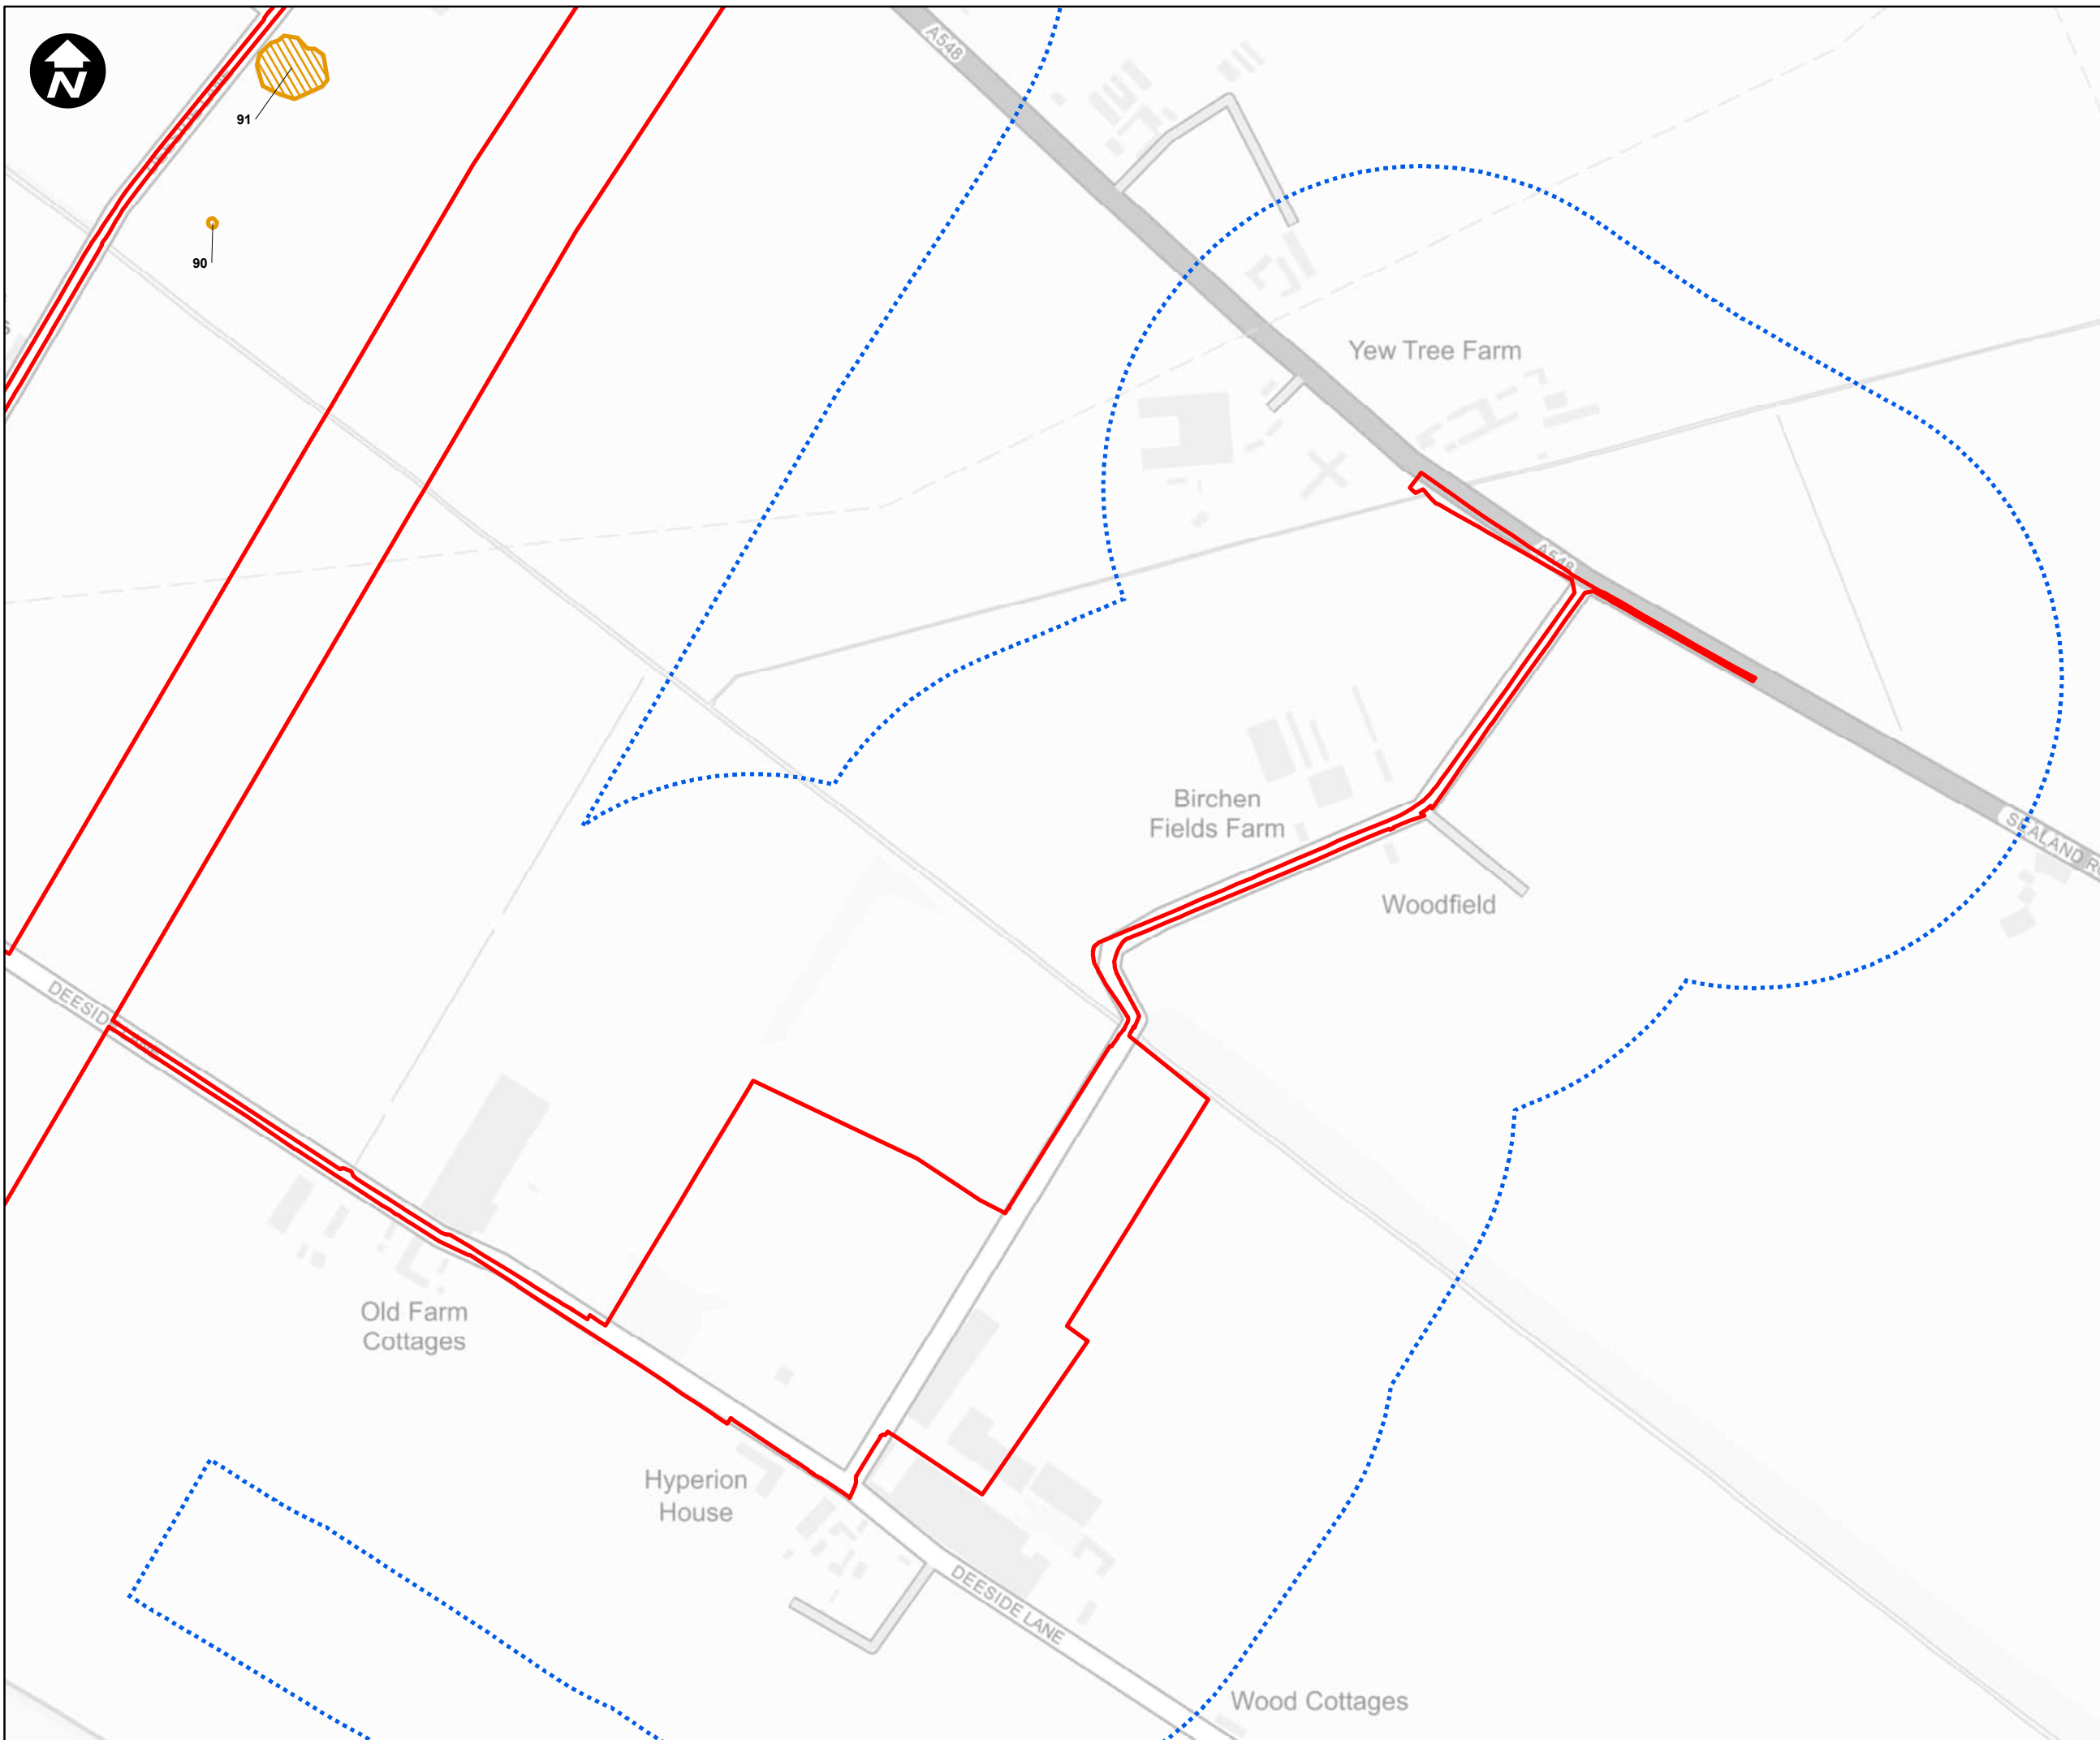 N
A548
91
90
Yew Tree Farm
A548
Birchen
Fields Farm
SEALAND
Woodfield
DEESID
Old Farm
Cottages
Hyperion
House
DEESIDE LANE
Wood Cottages